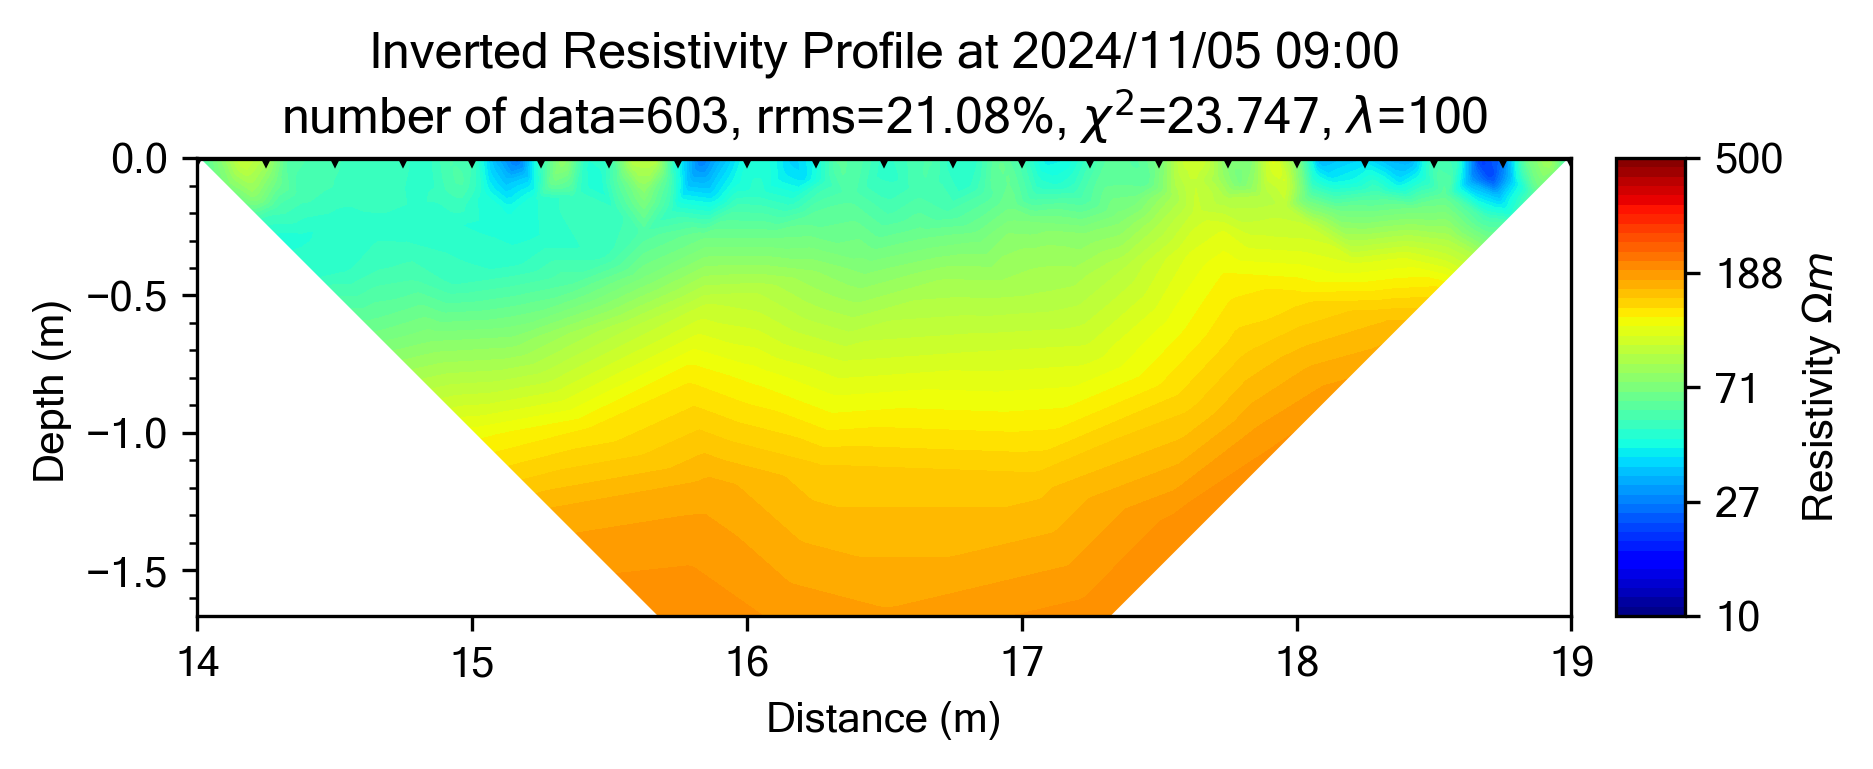 Inverted Resistivity Profile at 2024/11/05 09:00
number of data=603, rrms=21.08%, χ²=23.747, λ=100
0.0
−0.5
−1.0
−1.5
Depth (m)
14 15 16 17 18 19
Distance (m)
500
188
71
27
10
Resistivity Ωm